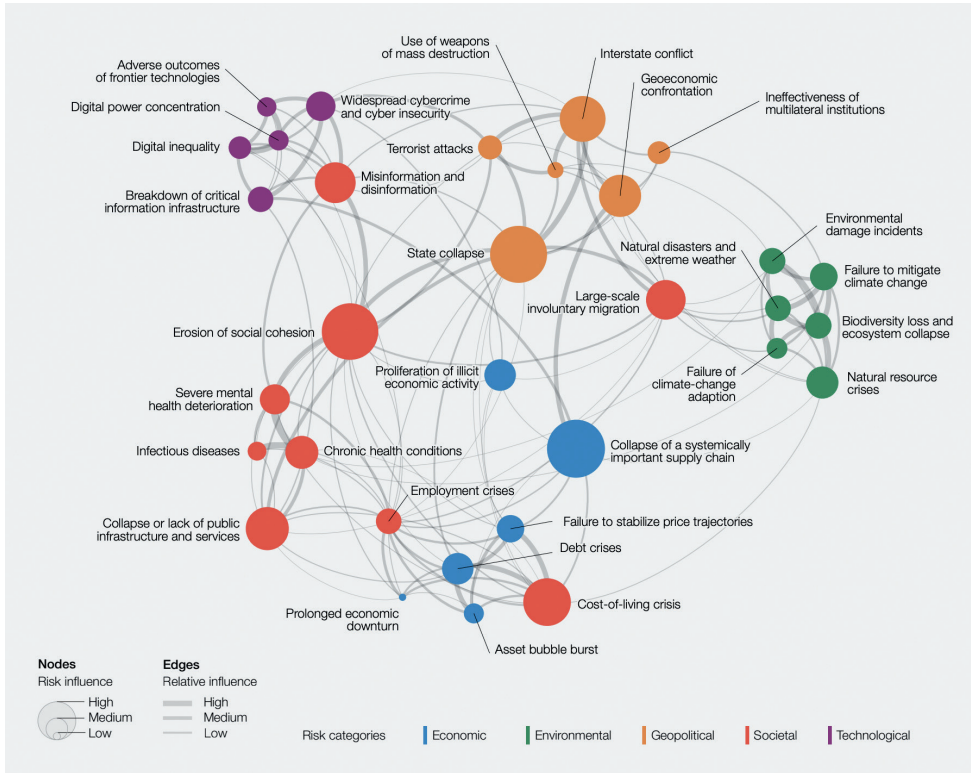 Use of weapons
of mass destruction
Interstate conflict
Adverse outcomes
of frontier technologies
Geoeconomic
confrontation
Digital power concentration
Widespread cybercrime
and cyber insecurity
Ineffectiveness of
multilateral institutions
Digital inequality
Terrorist attacks
Misinformation and
disinformation
Breakdown of critical
information infrastructure
Environmental
damage incidents
State collapse
Natural disasters and
extreme weather
Failure to mitigate
climate change
Large-scale
involuntary migration
Erosion of social cohesion
Biodiversity loss and
ecosystem collapse
Proliferation of illicit
economic activity
Failure of
climate-change
adaption
Natural resource
crises
Severe mental
health deterioration
Infectious diseases
Chronic health conditions
Collapse of a systemically
important supply chain
Employment crises
Collapse or lack of public
infrastructure and services
Failure to stabilize price trajectories
Debt crises
Prolonged economic
downturn
Cost-of-living crisis
Asset bubble burst
Nodes
Risk influence
High
Medium
Low
Edges
Relative influence
High
Medium
Low
Risk categories
Economic
Environmental
Geopolitical
Societal
Technological